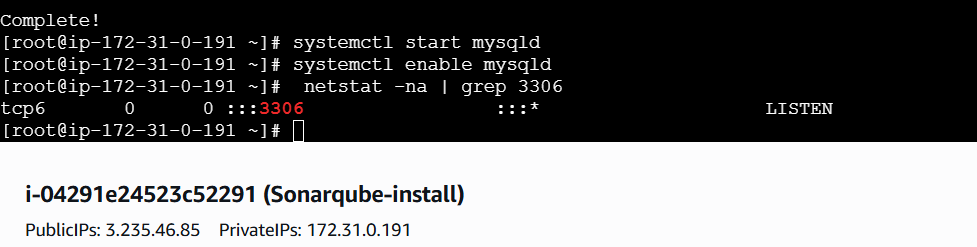 Complete!
[root@ip-172-31-0-191 ~]# systemctl start mysqld
[root@ip-172-31-0-191 ~]# systemctl enable mysqld
[root@ip-172-31-0-191 ~]#  netstat -na | grep 3306
tcp6       0      0 :::3306                 :::*                    LISTEN
[root@ip-172-31-0-191 ~]#
i-04291e24523c52291 (Sonarqube-install)
PublicIPs: 3.235.46.85    PrivateIPs: 172.31.0.191